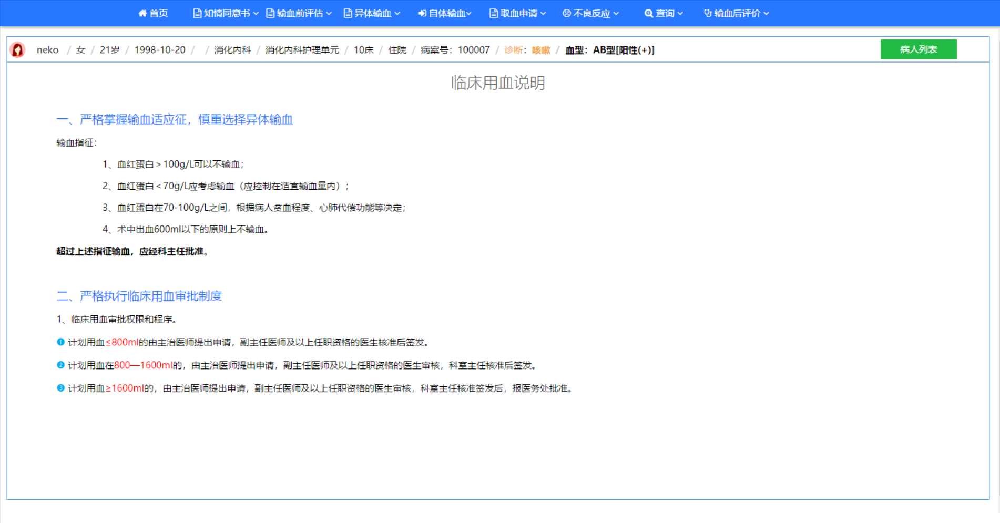 首页 知情同意书 输血前评估 异体输血 自体输血 取血申请 不良反应 查询 输血后评价
neko / 女 / 21岁 / 1998-10-20 / / 消化内科 / 消化内科护理单元 / 10床 / 住院 / 病案号：100007 / 诊断：咳嗽 / 血型：AB型[阳性(+)] 病人列表
临床用血说明
一、严格掌握输血适应征，慎重选择异体输血
输血指征：
1、血红蛋白＞100g/L可以不输血；
2、血红蛋白＜70g/L应考虑输血（应控制在适宜输血量内）；
3、血红蛋白在70-100g/L之间，根据病人贫血程度、心肺代偿功能等决定；
4、术中出血600ml以下的原则上不输血。
超过上述指征输血，应经科主任批准。
二、严格执行临床用血审批制度
1、临床用血审批权限和程序。
❶ 计划用血≤800ml的由主治医师提出申请，副主任医师及以上任职资格的医生核准后签发。
❷ 计划用血在800—1600ml的，由主治医师提出申请，副主任医师及以上任职资格的医生审核，科室主任核准后签发。
❸ 计划用血≥1600ml的，由主治医师提出申请，副主任医师及以上任职资格的医生审核，科室主任核准签发后，报医务处批准。